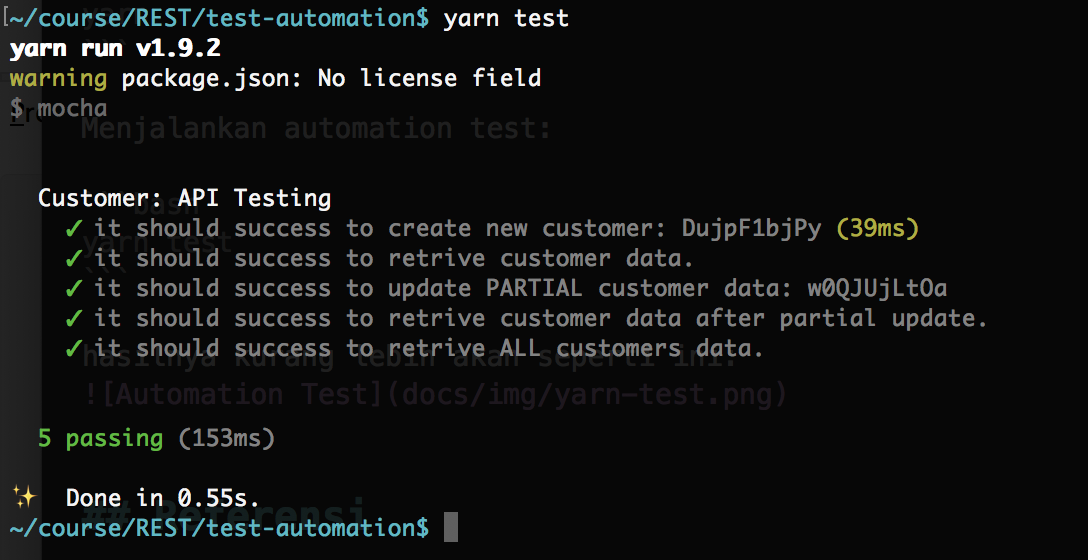 [~/course/REST/test-automation$ yarn test
yarn run v1.9.2
warning package.json: No license field
$ mocha
Menjalankan automation test:
Customer: API Testing
bash
✓ it should success to create new customer: DujpF1bjPy (39ms)
yarn test
✓ it should success to retrive customer data.
```
✓ it should success to update PARTIAL customer data: w0QJUjLtOa
✓ it should success to retrive customer data after partial update.
✓ it should success to retrive ALL customers data.
hasilnya kurang lebih akan seperti ini:
![Automation Test](docs/img/yarn-test.png)
5 passing (153ms)
✨ Done in 0.55s.
## Referensi
~/course/REST/test-automation$